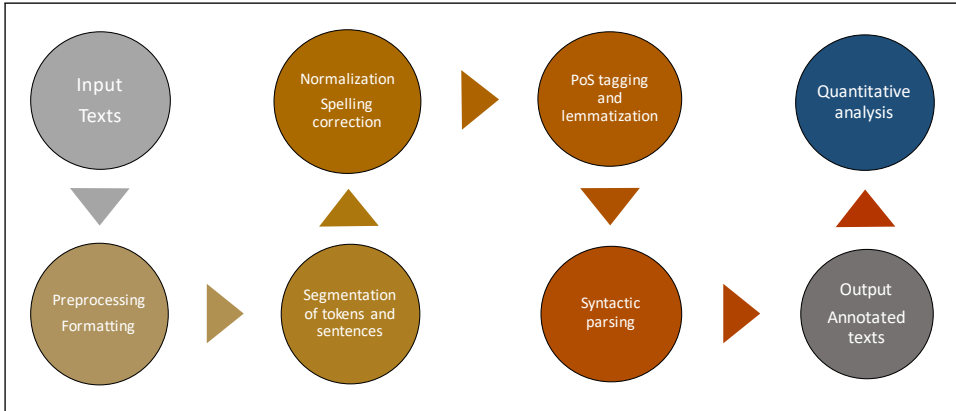 Input
Texts
Preprocessing
Formatting
Segmentation
of tokens and
sentences
Normalization
Spelling
correction
PoS tagging
and
lemmatization
Syntactic
parsing
Output
Annotated
texts
Quantitative
analysis